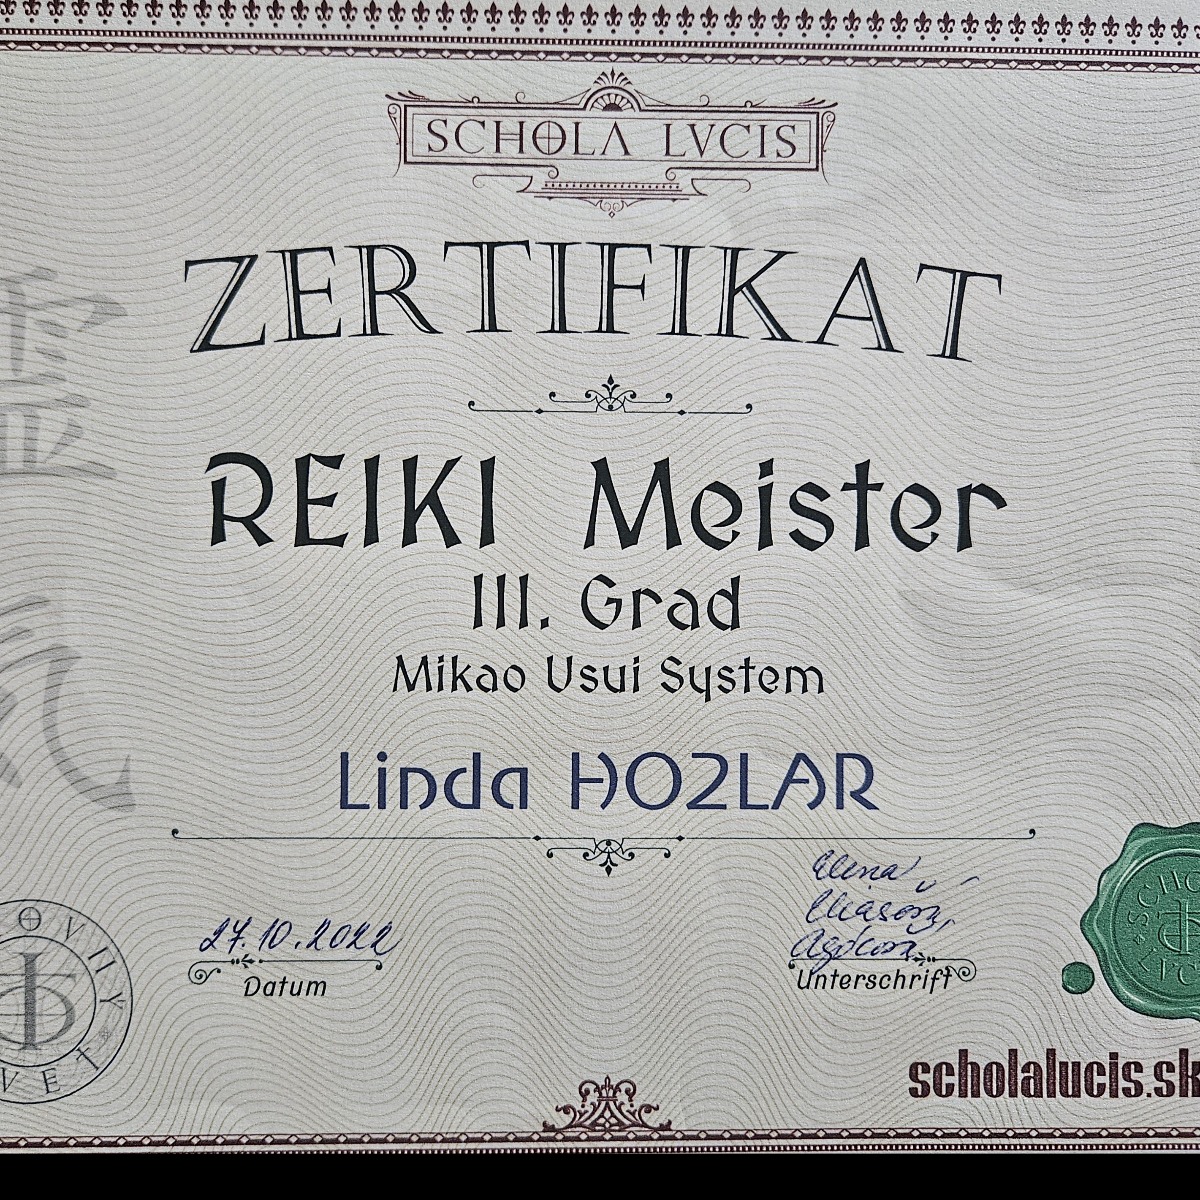 SCHOLA LVCIS
ZERTIFIKAT
REIKI Meister
III. Grad
Mikao Usui System
Linda HOZLAR
27.10.2022
Elena
Datum
Unterschrift
scholalucis.sk